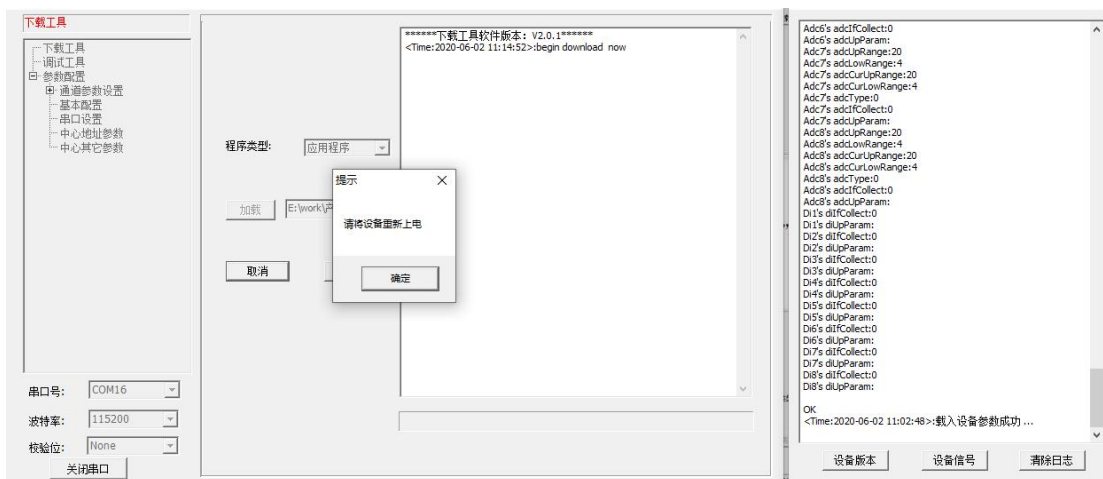 下载工具
下载工具
调试工具
参数配置
通道参数设置
基本配置
串口设置
中心地址参数
中心其它参数
串口号:
COM16
波特率:
115200
校验位:
None
关闭串口
程序类型:
应用程序
加载
E:\work\产
取消
******下载工具软件版本: V2.0.1******
<Time:2020-06-02 11:14:52>:begin download now
提示
请将设备重新上电
确定
Adc6's adcIfCollect:0
Adc6's adcUpParam:
Adc7's adcUpRange:20
Adc7's adcLowRange:4
Adc7's adcCurUpRange:20
Adc7's adcCurLowRange:4
Adc7's adcType:0
Adc7's adcIfCollect:0
Adc7's adcUpParam:
Adc8's adcUpRange:20
Adc8's adcLowRange:4
Adc8's adcCurUpRange:20
Adc8's adcCurLowRange:4
Adc8's adcType:0
Adc8's adcIfCollect:0
Adc8's adcUpParam:
Di1's diIfCollect:0
Di1's diUpParam:
Di2's diIfCollect:0
Di2's diUpParam:
Di3's diIfCollect:0
Di3's diUpParam:
Di4's diIfCollect:0
Di4's diUpParam:
Di5's diIfCollect:0
Di5's diUpParam:
Di6's diIfCollect:0
Di6's diUpParam:
Di7's diIfCollect:0
Di7's diUpParam:
Di8's diIfCollect:0
Di8's diUpParam:
OK
<Time:2020-06-02 11:02:48>:载入设备参数成功 ...
设备版本
设备信号
清除日志